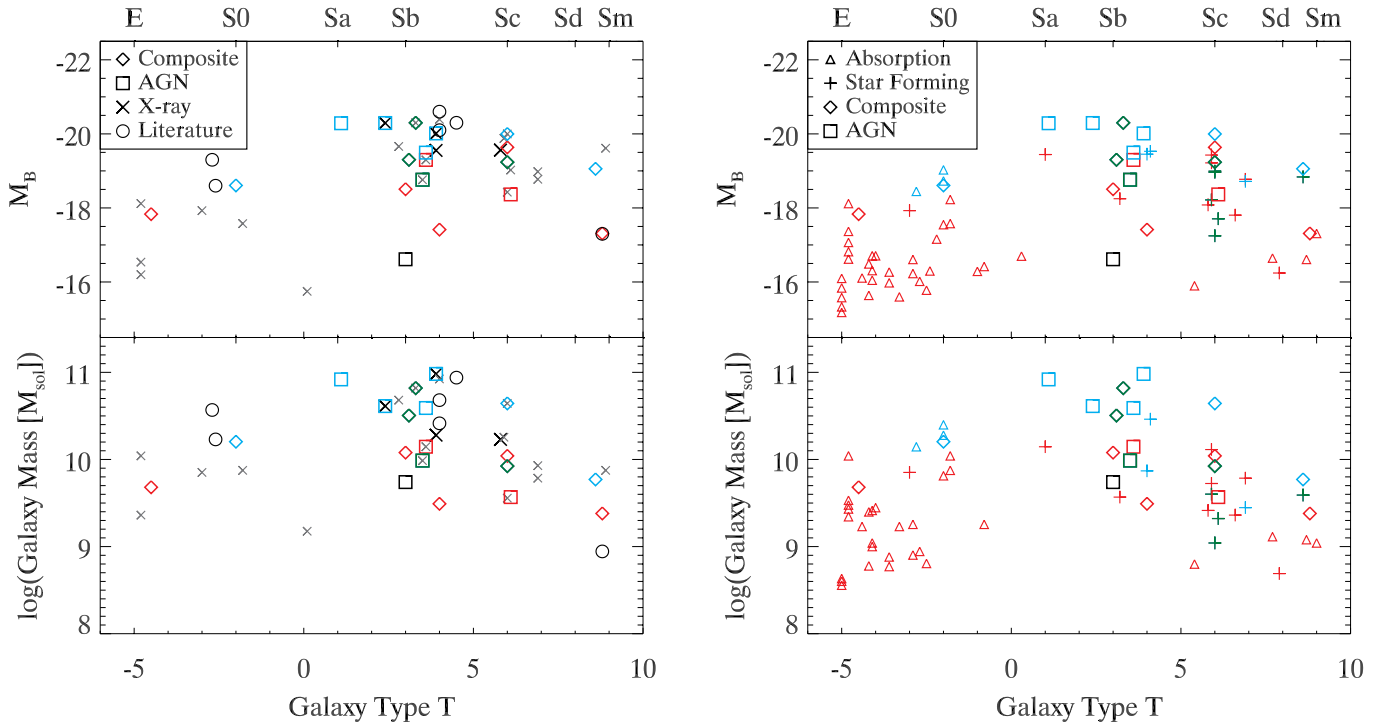 E S0 Sa Sb Sc Sd Sm
-22
-20
-18
-16
M_B
Composite
AGN
X-ray
Literature
11
10
9
8
log(Galaxy Mass [M_sol])
-5 0 5 10
Galaxy Type T
E S0 Sa Sb Sc Sd Sm
-22
-20
-18
-16
M_B
Absorption
Star Forming
Composite
AGN
11
10
9
8
log(Galaxy Mass [M_sol])
-5 0 5 10
Galaxy Type T